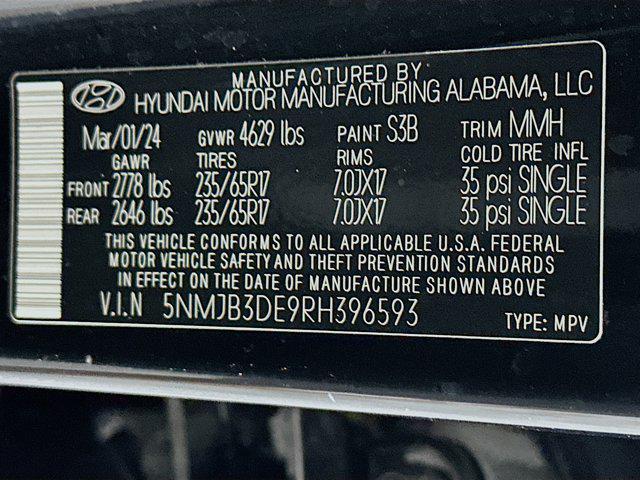 MANUFACTURED BY
HYUNDAI MOTOR MANUFACTURING ALABAMA, LLC
Mar/01/24 GVWR 4629 lbs PAINT S3B TRIM MMH
GAWR TIRES RIMS COLD TIRE INFL
FRONT 2778 lbs 235/65R17 7.0JX17 35 psi SINGLE
REAR 2646 lbs 235/65R17 7.0JX17 35 psi SINGLE
THIS VEHICLE CONFORMS TO ALL APPLICABLE U.S.A. FEDERAL
MOTOR VEHICLE SAFETY AND THEFT PREVENTION STANDARDS
IN EFFECT ON THE DATE OF MANUFACTURE SHOWN ABOVE
V.I.N 5NMJB3DE9RH396593 TYPE: MPV